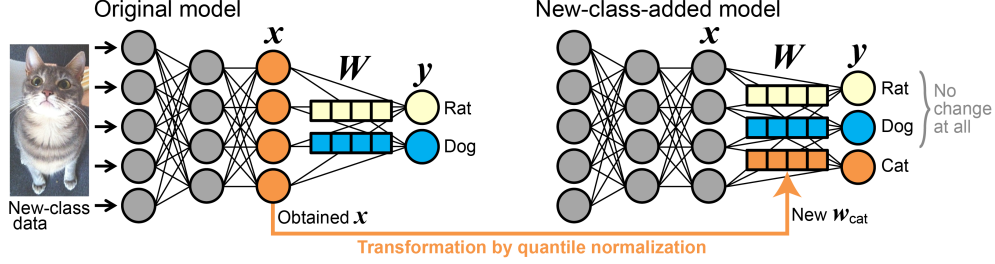 Original model
New-class-added model
x
W
y
Rat
Dog
New-class
data
Obtained x
x
W
y
Rat
Dog
Cat
No
change
at all
New wcat
Transformation by quantile normalization